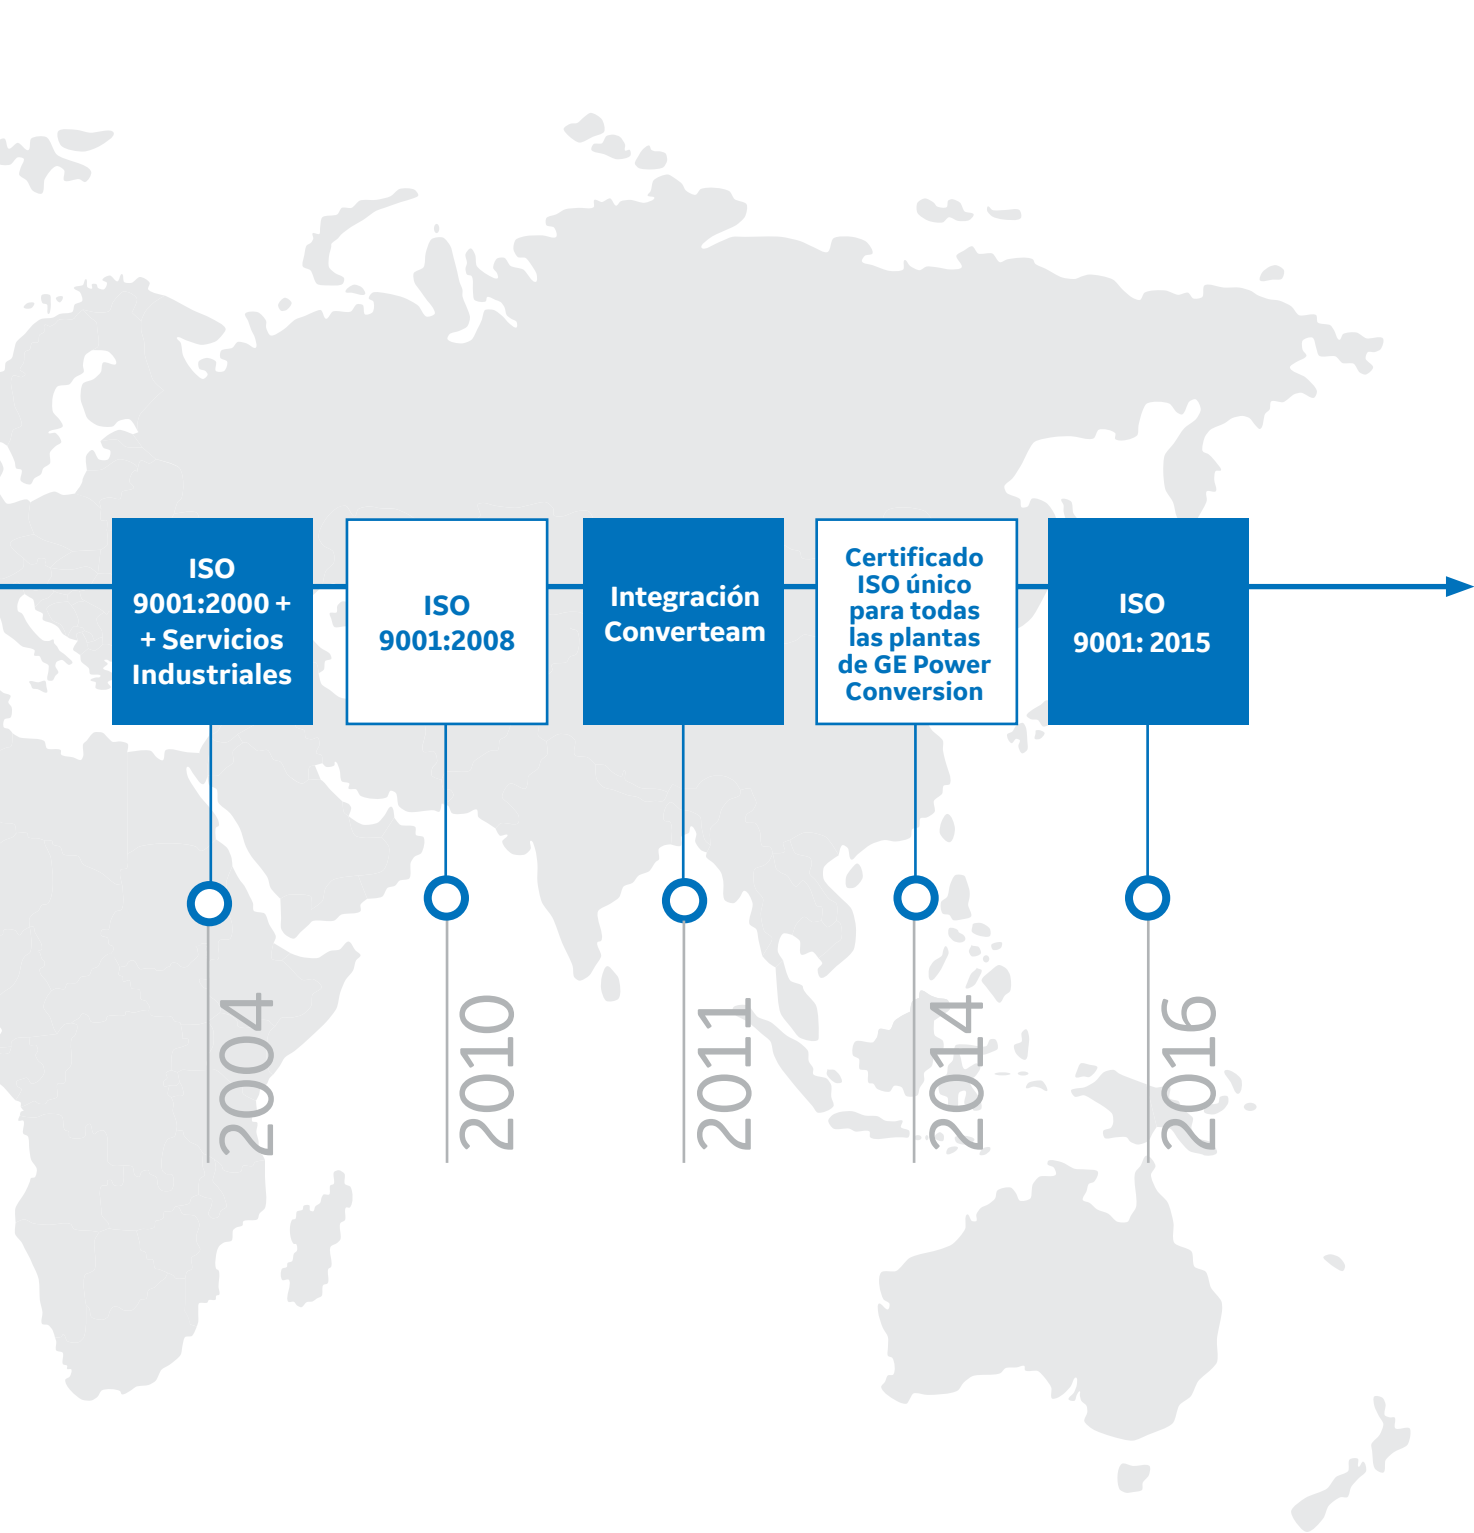 ISO
9001:2000 +
+ Servicios
Industriales
2004
ISO
9001:2008
2010
Integración
Converteam
2011
Certificado
ISO único
para todas
las plantas
de GE Power
Conversion
2014
ISO
9001: 2015
2016